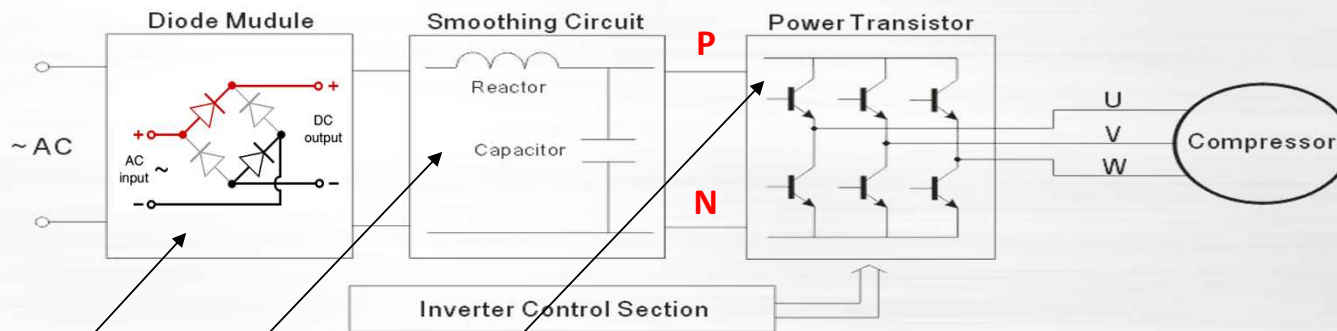 Diode Mudule
Smoothing Circuit
Power Transistor
~ AC
+
+
DC
output
AC
input ~
−
−
Reactor
Capacitor
P
N
U
V
W
Compressor
Inverter Control Section